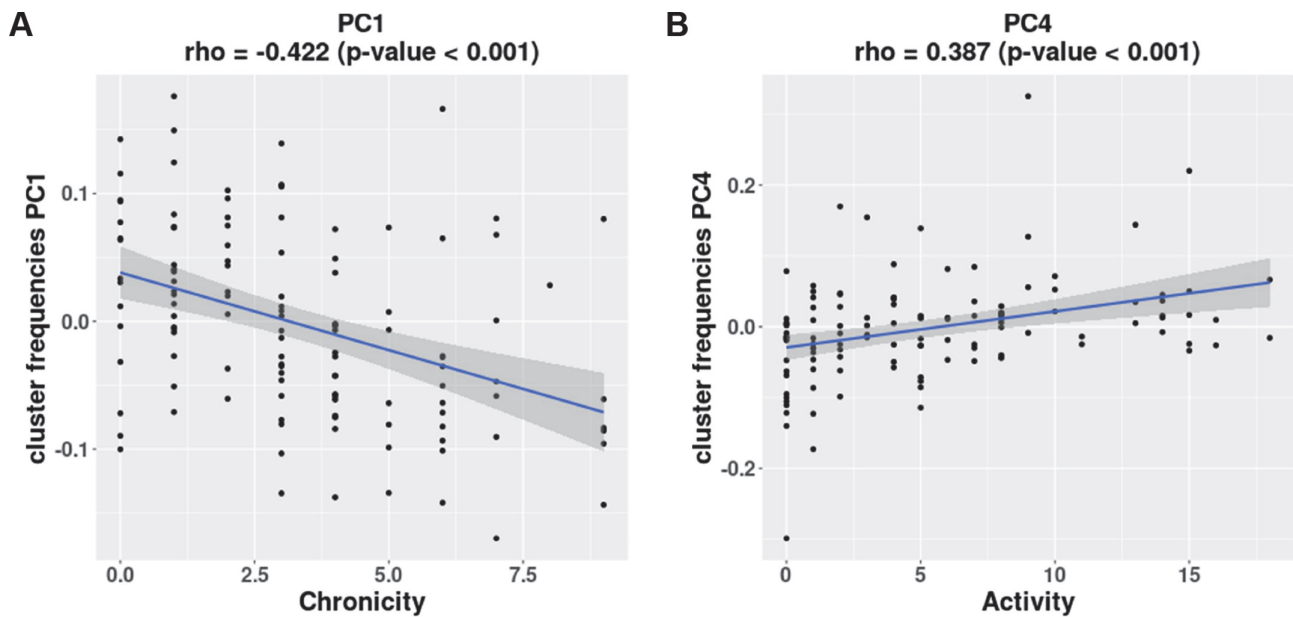 A
PC1
rho = -0.422 (p-value < 0.001)
cluster frequencies PC1
0.1
0.0
-0.1
0.0 2.5 5.0 7.5
Chronicity
B
PC4
rho = 0.387 (p-value < 0.001)
cluster frequencies PC4
0.2
0.0
-0.2
0 5 10 15
Activity